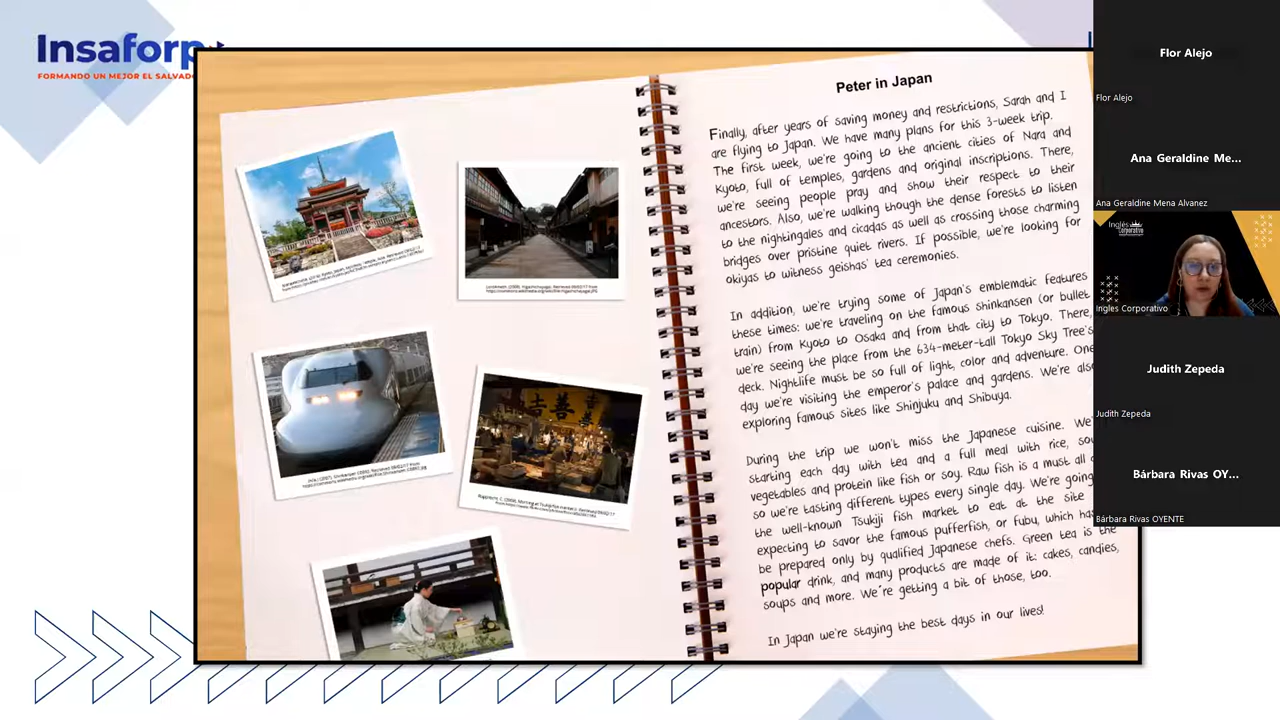 Insaforp
FORMANDO UN MEJOR EL SALVADO
Peter in Japan
Finally, after years of saving money and restrictions, Sarah and I
are flying to Japan. We have many plans for this 3-week trip.
The first week, we're going to the ancient cities of Nara and
Kyoto, full of temples, gardens and original inscriptions. There,
we're seeing people pray and show their respect to their
ancestors. Also, we're walking though the dense forests to listen
to the nightingales and cicadas as well as crossing those charming
bridges over pristine quiet rivers. If possible, we're looking for
okiyas to witness geishas' tea ceremonies.
In addition, we're trying some of Japan's emblematic features
these times: we're traveling on the famous shinkansen (or bullet
train) from Kyoto to Osaka and from that city to Tokyo. There,
we're seeing the place from the 634-meter-tall Tokyo Sky Tree's
deck. Nightlife must be so full of light, color and adventure. One
day we're visiting the emperor's palace and gardens. We're also
exploring famous sites like Shinjuku and Shibuya.
During the trip we won't miss the Japanese cuisine. We'
starting each day with tea and a full meal with rice, sou
vegetables and protein like fish or soy. Raw fish is a must all
so we're tasting different types every single day. We're going
the well-known Tsukiji fish market to eat at the site
expecting to savor the famous pufferfish, or fubu, which ha
be prepared only by qualified Japanese chefs. Green tea is the
popular drink, and many products are made of it: cakes, candies,
soups and more. We're getting a bit of those, too.
In Japan we're staying the best days in our lives!
吉善吉
Flor Alejo
Flor Alejo
Ana Geraldine Me...
Ana Geraldine Mena Alvanez
Inglés
Corporativo
Ingles Corporativo
Judith Zepeda
Judith Zepeda
Bárbara Rivas OY...
Bárbara Rivas OYENTE